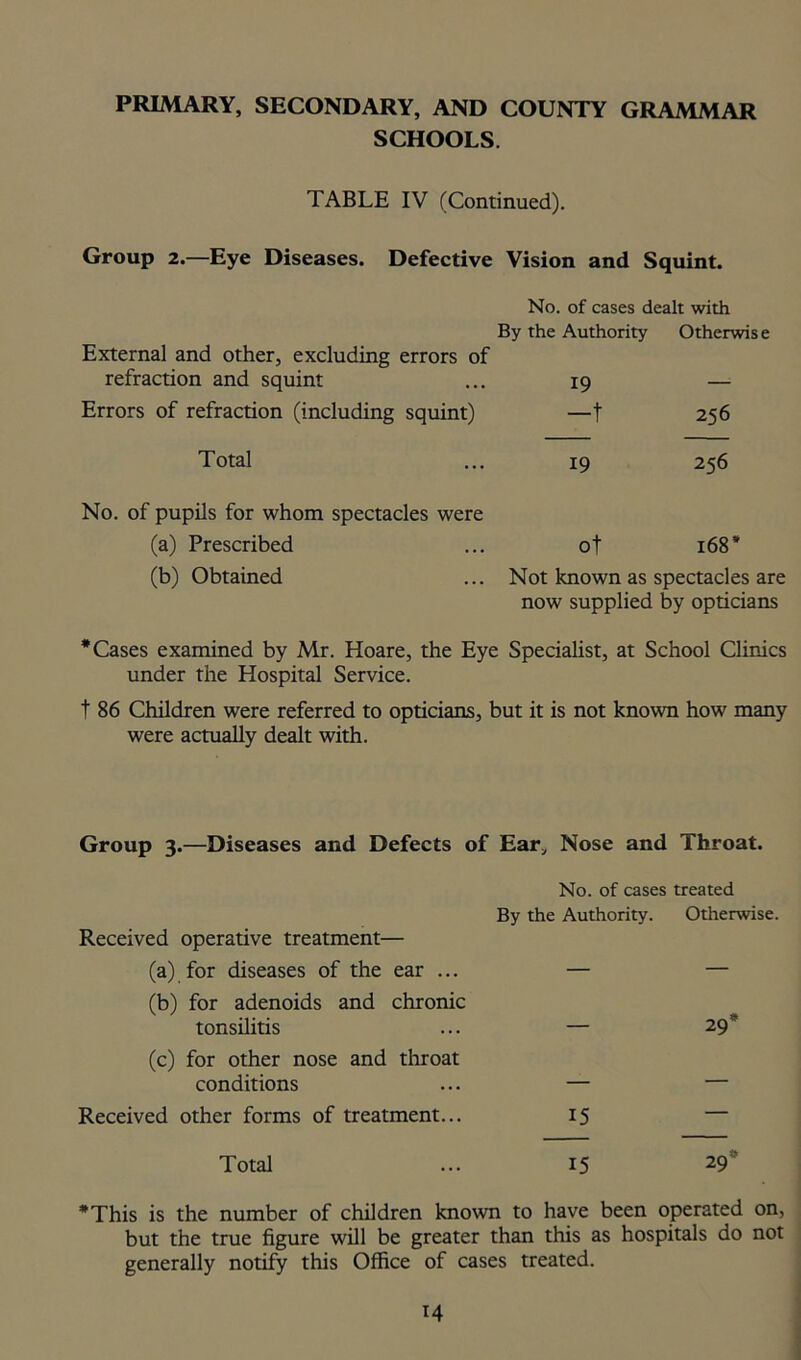 PRIMARY, SECONDARY, AND COUNTY GRAMMAR
SCHOOLS.
TABLE IV (Continued).
Group 2.—Eye Diseases. Defective Vision and Squint.
No. of cases dealt with
By the Authority Otherwise
External and other, excluding errors of
refraction and squint ... 19 —
Errors of refraction (including squint) —† 256
Total ... 19 256
No. of pupils for whom spectacles were
(a) Prescribed ... 0† 168*
(b) Obtained ... Not known as spectacles are
now supplied by opticians
*Cases examined by Mr. Hoare, the Eye Specialist, at School Clinics
under the Hospital Service.
† 86 Children were referred to opticians, but it is not known how many
were actually dealt with.
Group 3.—Diseases and Defects of Ear, Nose and Throat.
No. of cases treated
By the Authority. Otherwise.
Received operative treatment—
(a) for diseases of the ear ... — —
(b) for adenoids and chronic
tonsilitis ... — 29*
(c) for other nose and throat
conditions ... — —
Received other forms of treatment... 15 —
Total ... 15 29*
*This is the number of children known to have been operated on,
but the true figure will be greater than this as hospitals do not
generally notify this Office of cases treated.
14